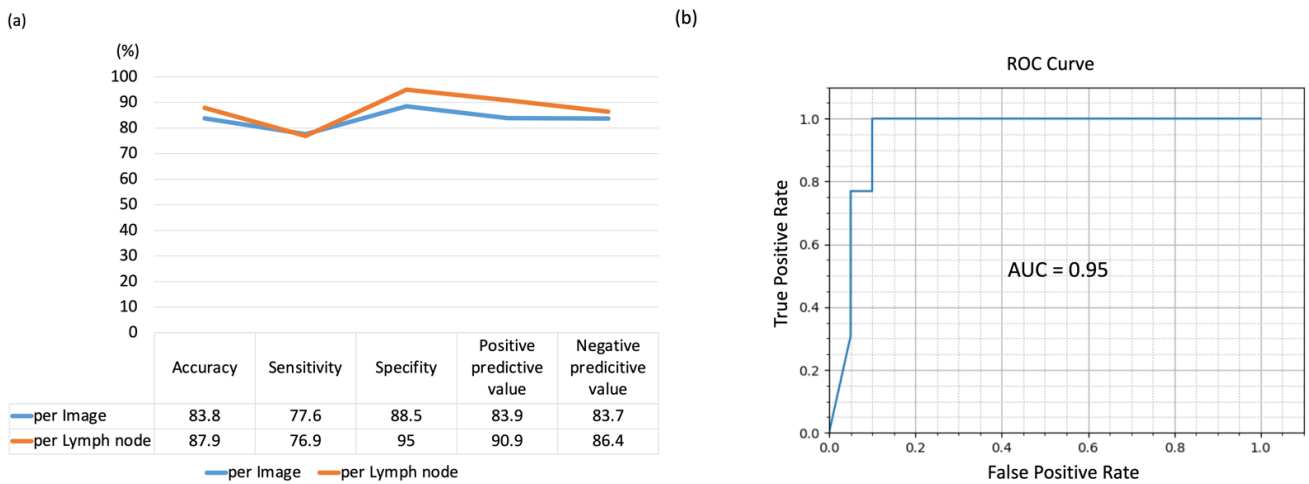 (a)
(%)
100
90
80
70
60
50
40
30
20
10
0
Accuracy Sensitivity Specifity Positive predictive value Negative predicitive value
per Image 83.8 77.6 88.5 83.9 83.7
per Lymph node 87.9 76.9 95 90.9 86.4
per Image per Lymph node
(b)
ROC Curve
True Positive Rate
1.0
0.8
0.6
0.4
0.2
0.0
AUC = 0.95
0.0 0.2 0.4 0.6 0.8 1.0
False Positive Rate